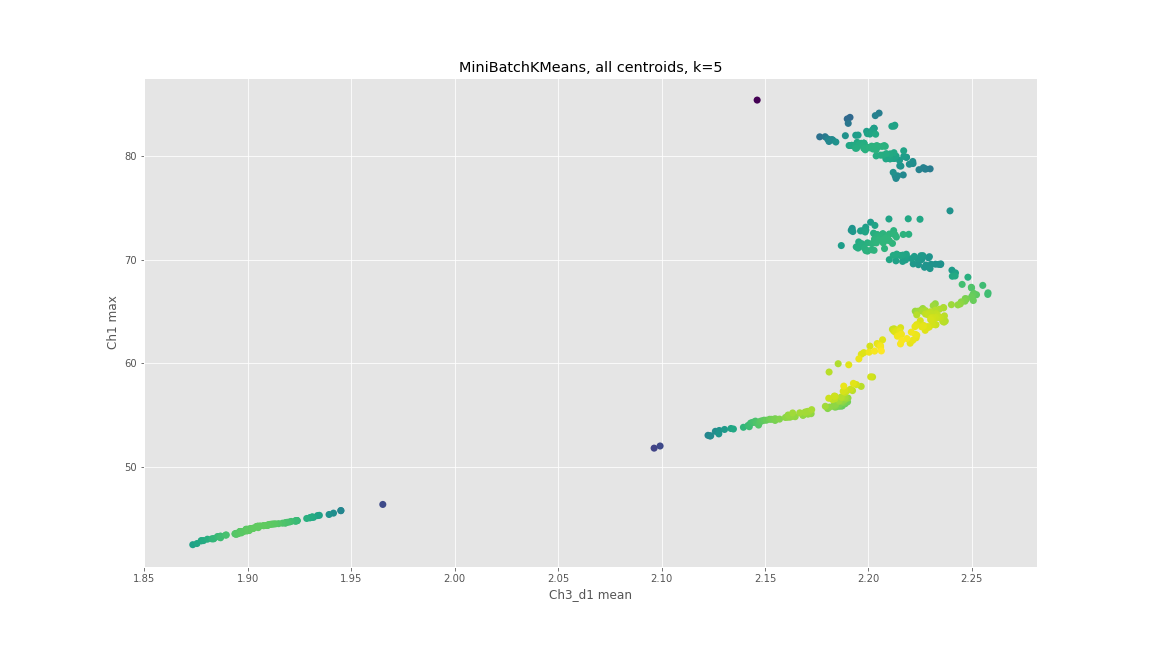 MiniBatchKMeans, all centroids, k=5
80
70
60
50
Ch1 max
1.85 1.90 1.95 2.00 2.05 2.10 2.15 2.20 2.25
Ch3_d1 mean